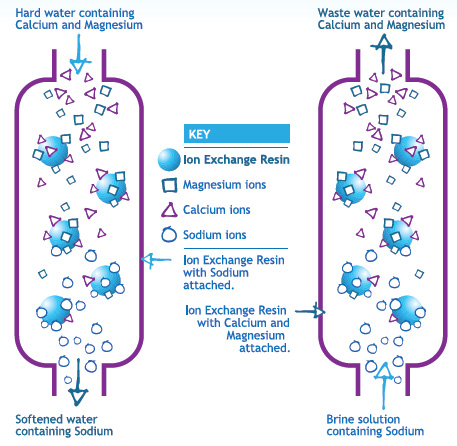 Hard water containing
Calcium and Magnesium
Waste water containing
Calcium and Magnesium
KEY
Ion Exchange Resin
Magnesium ions
Calcium ions
Sodium ions
Ion Exchange Resin
with Sodium
attached.
Ion Exchange Resin
with Calcium and
Magnesium
attached.
Softened water
containing Sodium
Brine solution
containing Sodium